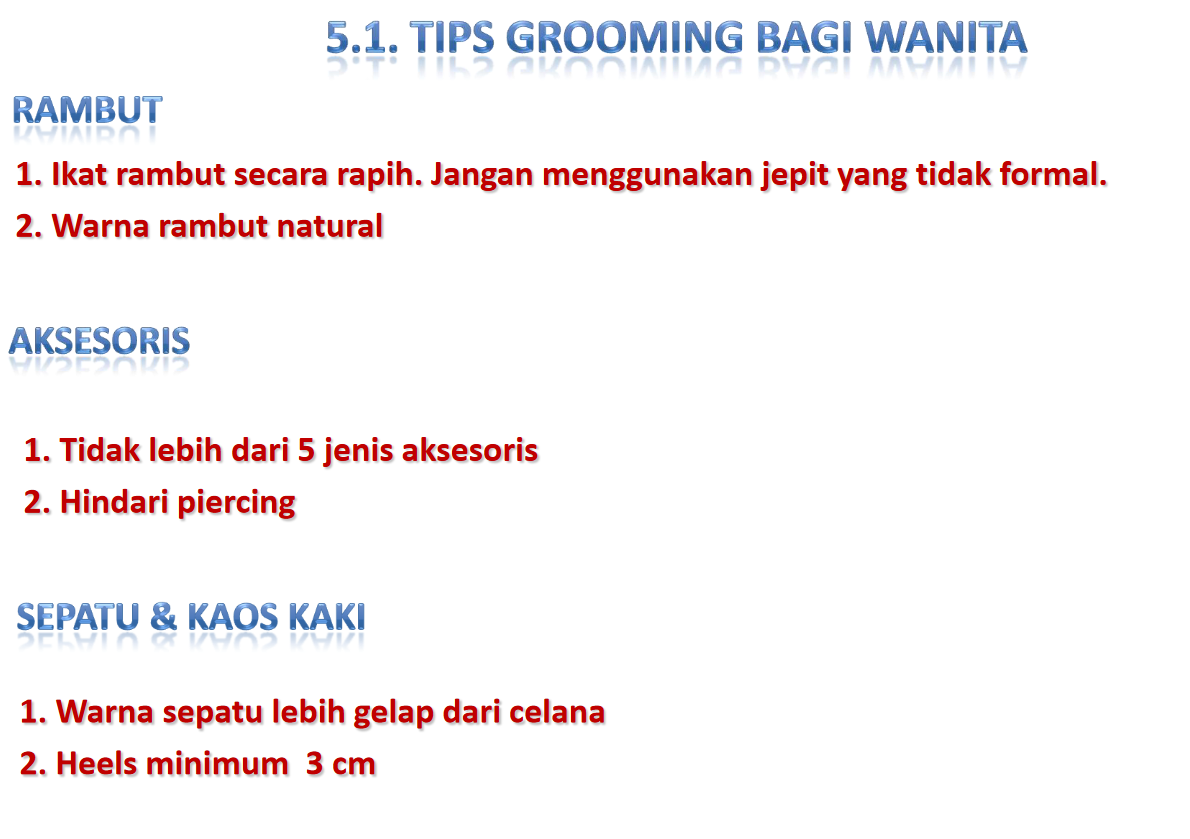 5.1. TIPS GROOMING BAGI WANITA
RAMBUT
1. Ikat rambut secara rapih. Jangan menggunakan jepit yang tidak formal.
2. Warna rambut natural
AKSESORIS
1. Tidak lebih dari 5 jenis aksesoris
2. Hindari piercing
SEPATU & KAOS KAKI
1. Warna sepatu lebih gelap dari celana
2. Heels minimum  3 cm